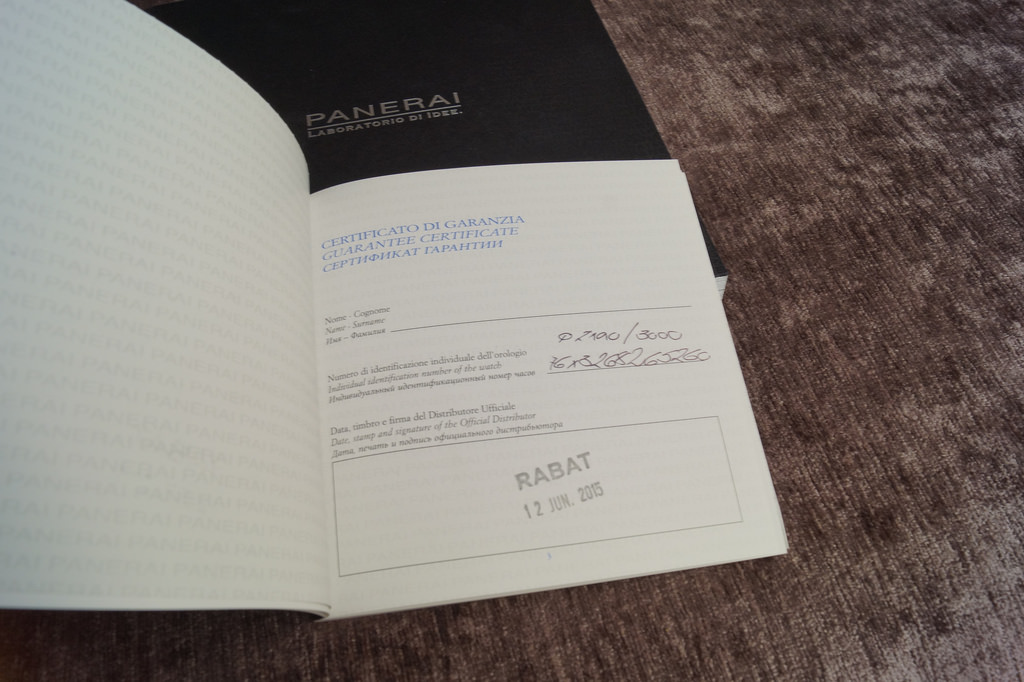 PANERAI
LABORATORIO DI IDEE.
CERTIFICATO DI GARANZIA
GUARANTEE CERTIFICATE
СЕРТИФИКАТ ГАРАНТИИ
Nome - Cognome
Name - Surname
Имя - Фамилия
Numero di identificazione individuale dell'orologio
Individual identification number of the watch
Индивидуальный идентификационный номер часов
P2190/3000
Data, timbro e firma del Distributore Ufficiale
Date, stamp and signature of the Official Distributor
Дата, печать и подпись официального дистрибьютора
RABAT
12 JUN. 2015